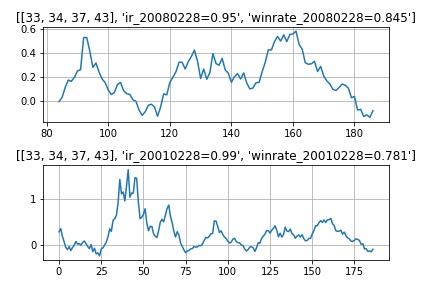 [[33, 34, 37, 43], 'ir_20080228=0.95', 'winrate_20080228=0.845']
0.6
0.4
0.2
0.0
80 100 120 140 160 180
[[33, 34, 37, 43], 'ir_20010228=0.99', 'winrate_20010228=0.781']
1
0
0 25 50 75 100 125 150 175